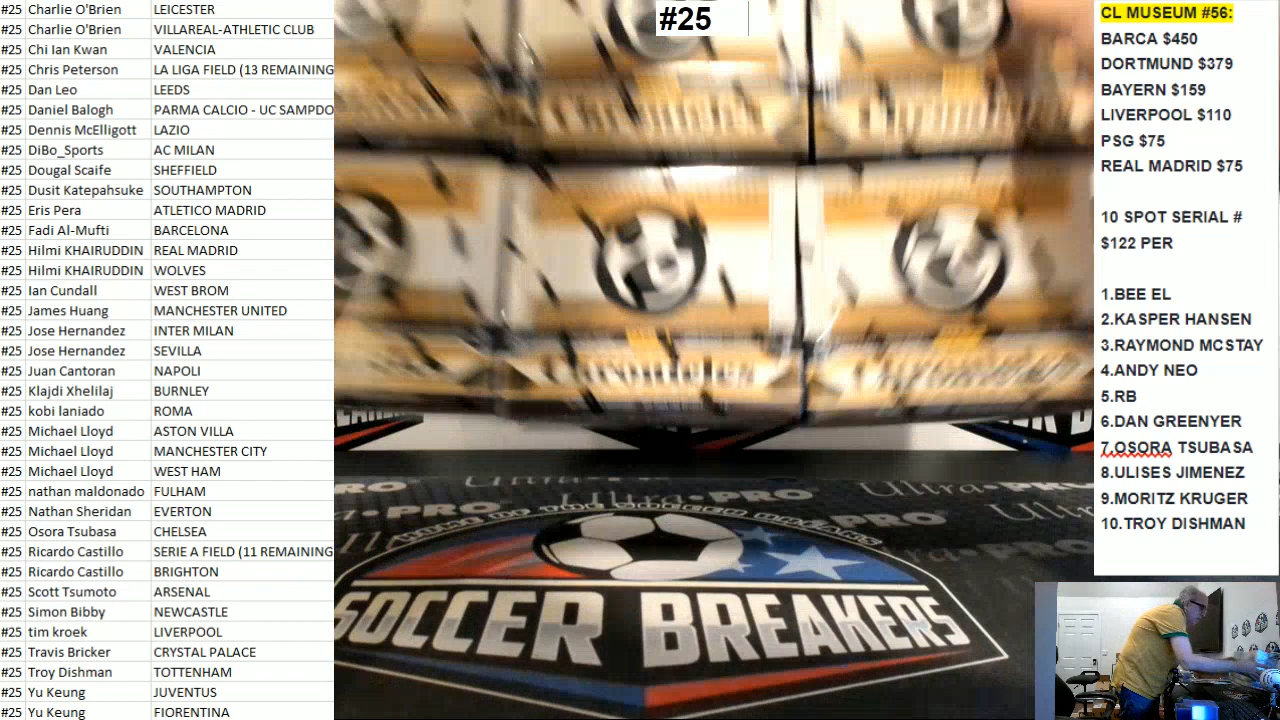 #25 Charlie O'Brien LEICESTER
#25 Charlie O'Brien VILLAREAL-ATHLETIC CLUB
#25 Chi Ian Kwan VALENCIA
#25 Chris Peterson LA LIGA FIELD (13 REMAINING
#25 Dan Leo LEEDS
#25 Daniel Balogh PARMA CALCIO - UC SAMPDO
#25 Dennis McElligott LAZIO
#25 DiBo_Sports AC MILAN
#25 Dougal Scaife SHEFFIELD
#25 Dusit Katepahsuke SOUTHAMPTON
#25 Eris Pera ATLETICO MADRID
#25 Fadi Al-Mufti BARCELONA
#25 Hilmi KHAIRUDDIN REAL MADRID
#25 Hilmi KHAIRUDDIN WOLVES
#25 Ian Cundall WEST BROM
#25 James Huang MANCHESTER UNITED
#25 Jose Hernandez INTER MILAN
#25 Jose Hernandez SEVILLA
#25 Juan Cantoran NAPOLI
#25 Klajdi Xhelilaj BURNLEY
#25 kobi laniado ROMA
#25 Michael Lloyd ASTON VILLA
#25 Michael Lloyd MANCHESTER CITY
#25 Michael Lloyd WEST HAM
#25 nathan maldonado FULHAM
#25 Nathan Sheridan EVERTON
#25 Osora Tsubasa CHELSEA
#25 Ricardo Castillo SERIE A FIELD (11 REMAINING
#25 Ricardo Castillo BRIGHTON
#25 Scott Tsumoto ARSENAL
#25 Simon Bibby NEWCASTLE
#25 tim kroek LIVERPOOL
#25 Travis Bricker CRYSTAL PALACE
#25 Troy Dishman TOTTENHAM
#25 Yu Keung JUVENTUS
#25 Yu Keung FIORENTINA
#25
Ultra•PRO
SOCCER BREAKERS
CL MUSEUM #56:
BARCA $450
DORTMUND $379
BAYERN $159
LIVERPOOL $110
PSG $75
REAL MADRID $75
10 SPOT SERIAL #
$122 PER
1.BEE EL
2.KASPER HANSEN
3.RAYMOND MCSTAY
4.ANDY NEO
5.RB
6.DAN GREENYER
7.OSORA TSUBASA
8.ULISES JIMENEZ
9.MORITZ KRUGER
10.TROY DISHMAN